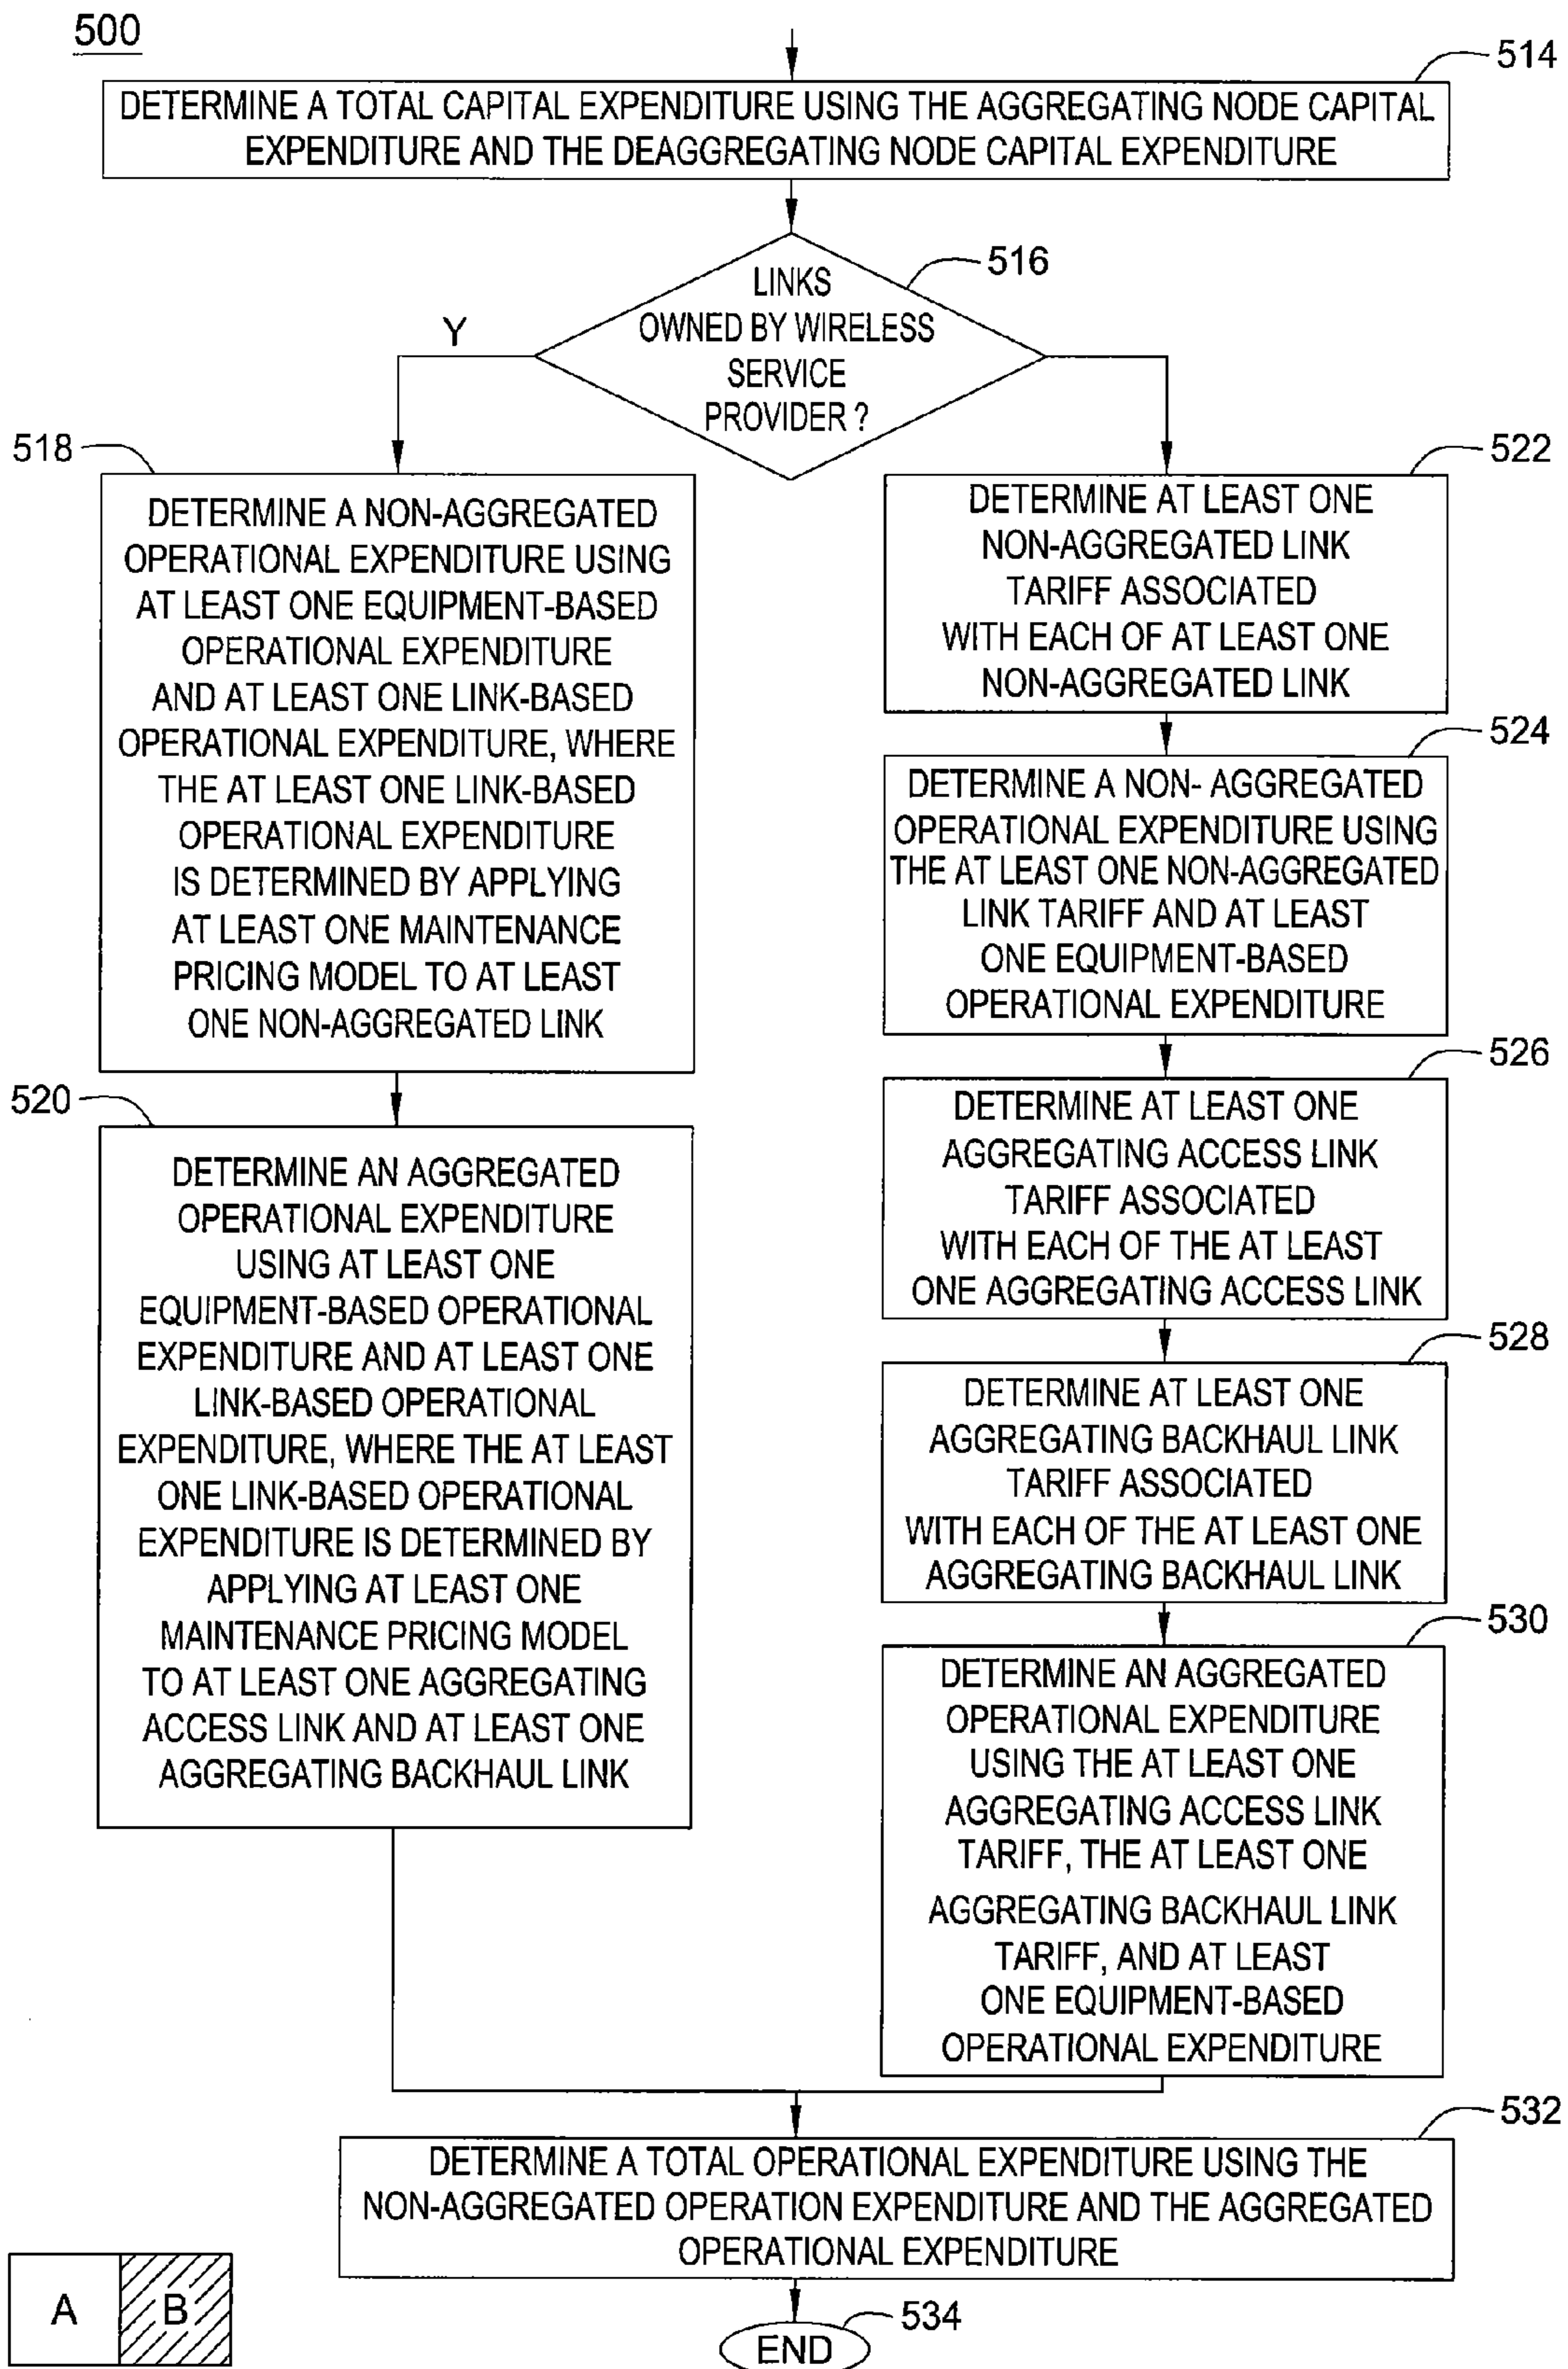 500
514
DETERMINE A TOTAL CAPITAL EXPENDITURE USING THE AGGREGATING NODE CAPITAL
EXPENDITURE AND THE DEAGGREGATING NODE CAPITAL EXPENDITURE
516
LINKS
OWNED BY WIRELESS
SERVICE
PROVIDER ?
Y
518
DETERMINE A NON-AGGREGATED
OPERATIONAL EXPENDITURE USING
AT LEAST ONE EQUIPMENT-BASED
OPERATIONAL EXPENDITURE
AND AT LEAST ONE LINK-BASED
OPERATIONAL EXPENDITURE, WHERE
THE AT LEAST ONE LINK-BASED
OPERATIONAL EXPENDITURE
IS DETERMINED BY APPLYING
AT LEAST ONE MAINTENANCE
PRICING MODEL TO AT LEAST
ONE NON-AGGREGATED LINK
520
DETERMINE AN AGGREGATED
OPERATIONAL EXPENDITURE
USING AT LEAST ONE
EQUIPMENT-BASED OPERATIONAL
EXPENDITURE AND AT LEAST ONE
LINK-BASED OPERATIONAL
EXPENDITURE, WHERE THE AT LEAST
ONE LINK-BASED OPERATIONAL
EXPENDITURE IS DETERMINED BY
APPLYING AT LEAST ONE
MAINTENANCE PRICING MODEL
TO AT LEAST ONE AGGREGATING
ACCESS LINK AND AT LEAST ONE
AGGREGATING BACKHAUL LINK
522
DETERMINE AT LEAST ONE
NON-AGGREGATED LINK
TARIFF ASSOCIATED
WITH EACH OF AT LEAST ONE
NON-AGGREGATED LINK
524
DETERMINE A NON- AGGREGATED
OPERATIONAL EXPENDITURE USING
THE AT LEAST ONE NON-AGGREGATED
LINK TARIFF AND AT LEAST
ONE EQUIPMENT-BASED
OPERATIONAL EXPENDITURE
526
DETERMINE AT LEAST ONE
AGGREGATING ACCESS LINK
TARIFF ASSOCIATED
WITH EACH OF THE AT LEAST
ONE AGGREGATING ACCESS LINK
528
DETERMINE AT LEAST ONE
AGGREGATING BACKHAUL LINK
TARIFF ASSOCIATED
WITH EACH OF THE AT LEAST ONE
AGGREGATING BACKHAUL LINK
530
DETERMINE AN AGGREGATED
OPERATIONAL EXPENDITURE
USING THE AT LEAST ONE
AGGREGATING ACCESS LINK
TARIFF, THE AT LEAST ONE
AGGREGATING BACKHAUL LINK
TARIFF, AND AT LEAST
ONE EQUIPMENT-BASED
OPERATIONAL EXPENDITURE
532
DETERMINE A TOTAL OPERATIONAL EXPENDITURE USING THE
NON-AGGREGATED OPERATION EXPENDITURE AND THE AGGREGATED
OPERATIONAL EXPENDITURE
534
END
A B